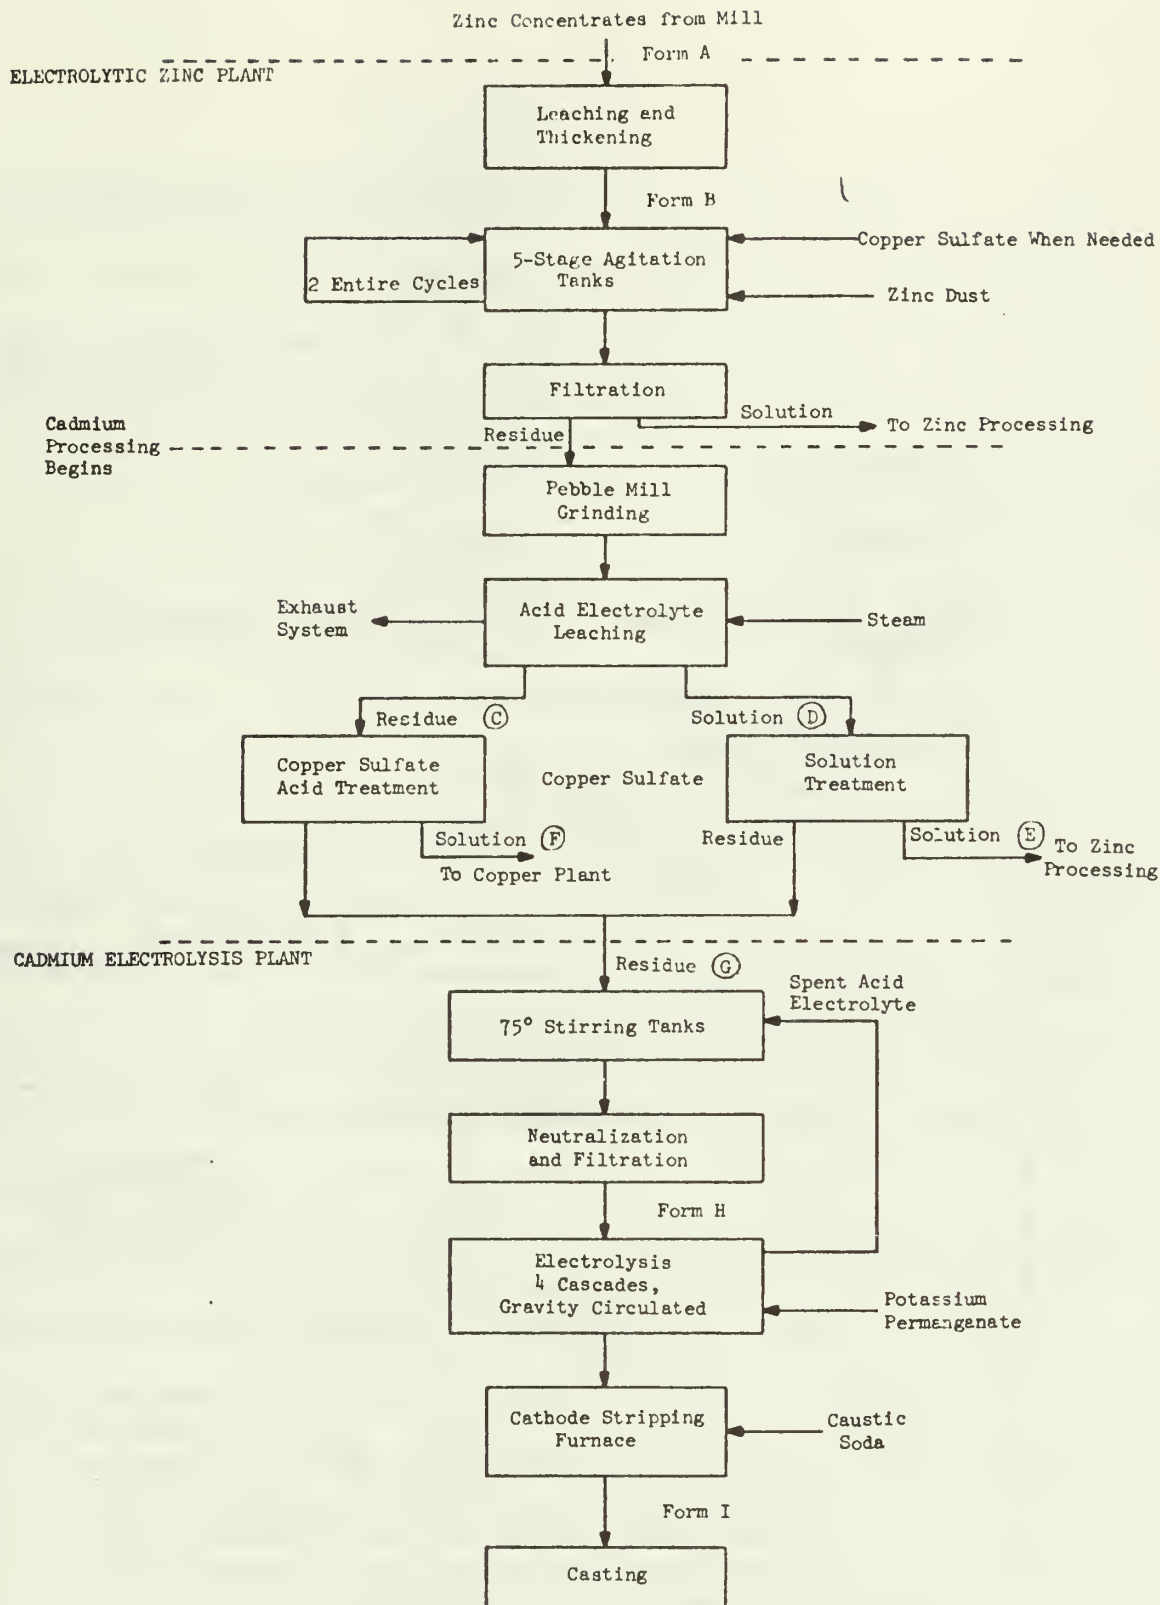 Zinc Concentrates from Mill
Form A
ELECTROLYTIC ZINC PLANT
Leaching and
Thickening
Form B
Copper Sulfate When Needed
5-Stage Agitation
Tanks
2 Entire Cycles
Zinc Dust
Filtration
Solution
To Zinc Processing
Residue
Cadmium
Processing
Begins
Pebble Mill
Grinding
Exhaust
System
Acid Electrolyte
Leaching
Steam
Residue C
Solution D
Copper Sulfate
Acid Treatment
Copper Sulfate
Solution
Treatment
Solution F
To Copper Plant
Residue
Solution E
To Zinc
Processing
CADMIUM ELECTROLYSIS PLANT
Residue G
Spent Acid
Electrolyte
75° Stirring Tanks
Neutralization
and Filtration
Form H
Electrolysis
4 Cascades,
Gravity Circulated
Potassium
Permanganate
Cathode Stripping
Furnace
Caustic
Soda
Form I
Casting